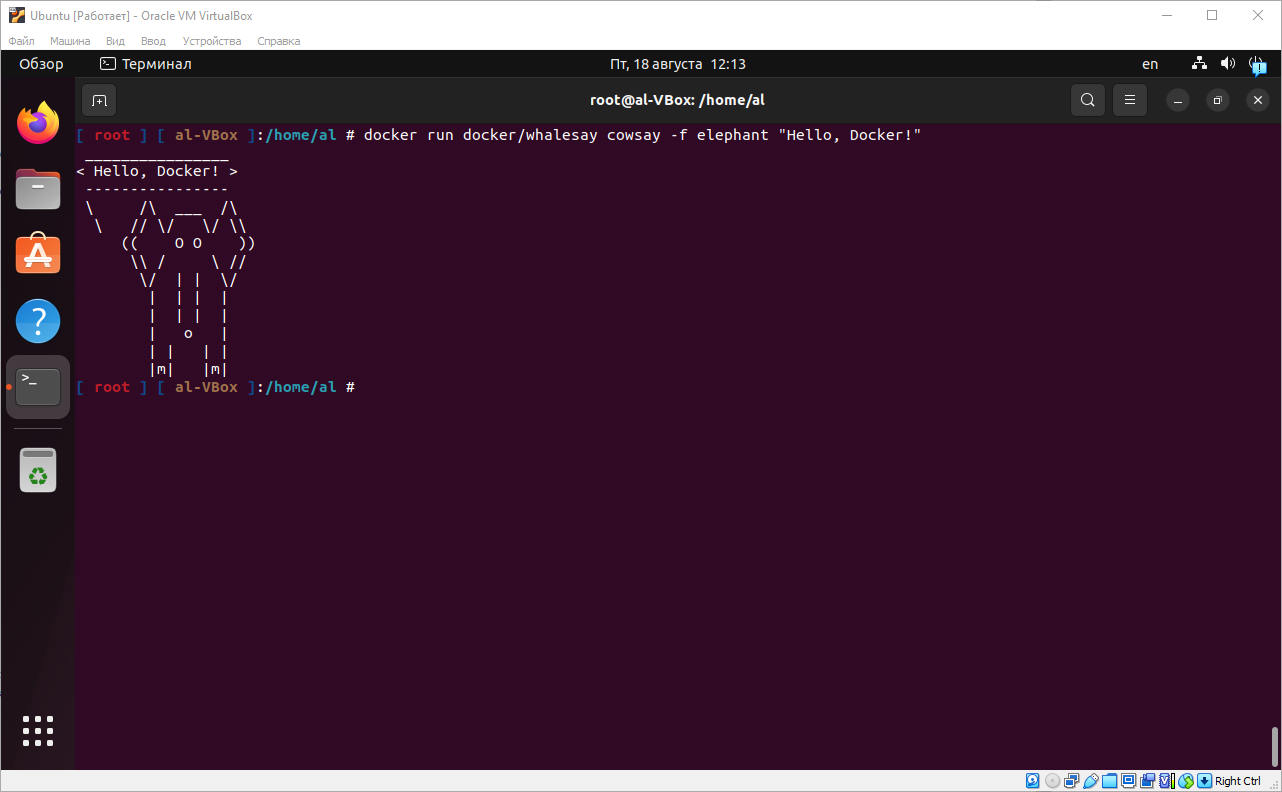 Ubuntu [Работает] - Oracle VM VirtualBox
Файл Машина Вид Ввод Устройства Справка
Обзор Терминал Пт, 18 августа 12:13 en
root@al-VBox: /home/al
[ root ] [ al-VBox ]:/home/al # docker run docker/whalesay cowsay -f elephant "Hello, Docker!"
 ________________
< Hello, Docker! >
 ----------------
 \     /\  ___  /\
  \   // \/   \/ \\
     ((    O O    ))
      \\ /     \ //
       \/  | |  \/
        |  | |  |
        |  | |  |
        |   o   |
        | |   | |
        |m|   |m|
[ root ] [ al-VBox ]:/home/al #
Right Ctrl